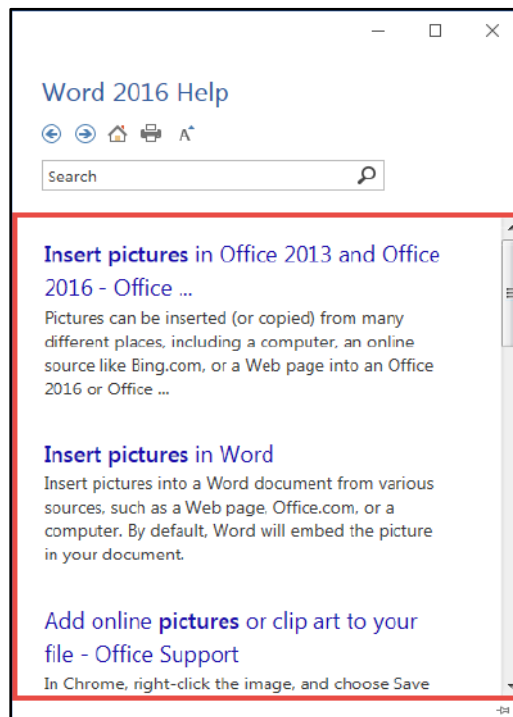 Word 2016 Help
A
Search
Insert pictures in Office 2013 and Office
2016 - Office ...
Pictures can be inserted (or copied) from many
different places, including a computer, an online
source like Bing.com, or a Web page into an Office
2016 or Office ...
Insert pictures in Word
Insert pictures into a Word document from various
sources, such as a Web page, Office.com, or a
computer. By default, Word will embed the picture
in your document.
Add online pictures or clip art to your
file - Office Support
In Chrome, right-click the image, and choose Save